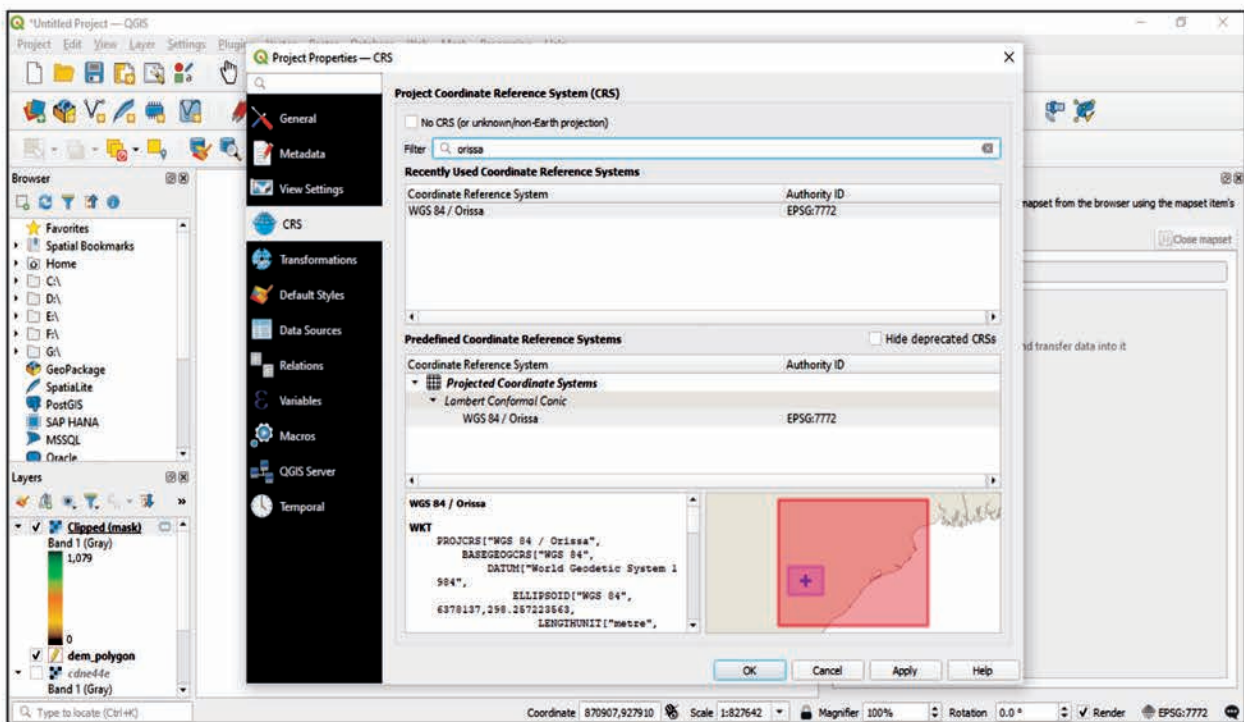 *Untitled Project — QGIS
Project Edit View Layer Settings
Project Properties — CRS
General
Metadata
View Settings
CRS
Transformations
Default Styles
Data Sources
Relations
Variables
Macros
QGIS Server
Temporal
Project Coordinate Reference System (CRS)
No CRS (or unknown/non-Earth projection)
Filter orissa
Recently Used Coordinate Reference Systems
Coordinate Reference System Authority ID
WGS 84 / Orissa EPSG:7772
Predefined Coordinate Reference Systems Hide deprecated CRSs
Coordinate Reference System Authority ID
Projected Coordinate Systems
Lambert Conformal Conic
WGS 84 / Orissa EPSG:7772
WGS 84 / Orissa
WKT
PROJCRS["WGS 84 / Orissa",
BASEGEOGCRS["WGS 84",
DATUM["World Geodetic System 1
984",
ELLIPSOID["WGS 84",
6378137,298.257223563,
LENGTHUNIT["metre",
OK Cancel Apply Help
Browser
Favorites
Spatial Bookmarks
Home
C:\
D:\
E:\
F:\
G:\
GeoPackage
SpatiaLite
PostGIS
SAP HANA
MSSQL
Oracle
Layers
Clipped (mask)
Band 1 (Gray)
1,079
0
dem_polygon
cdne44e
Band 1 (Gray)
mapset from the browser using the mapset item's
Close mapset
nd transfer data into it
Type to locate (Ctrl+K) Coordinate 870907,927910 Scale 1:827642 Magnifier 100% Rotation 0.0 ° Render EPSG:7772